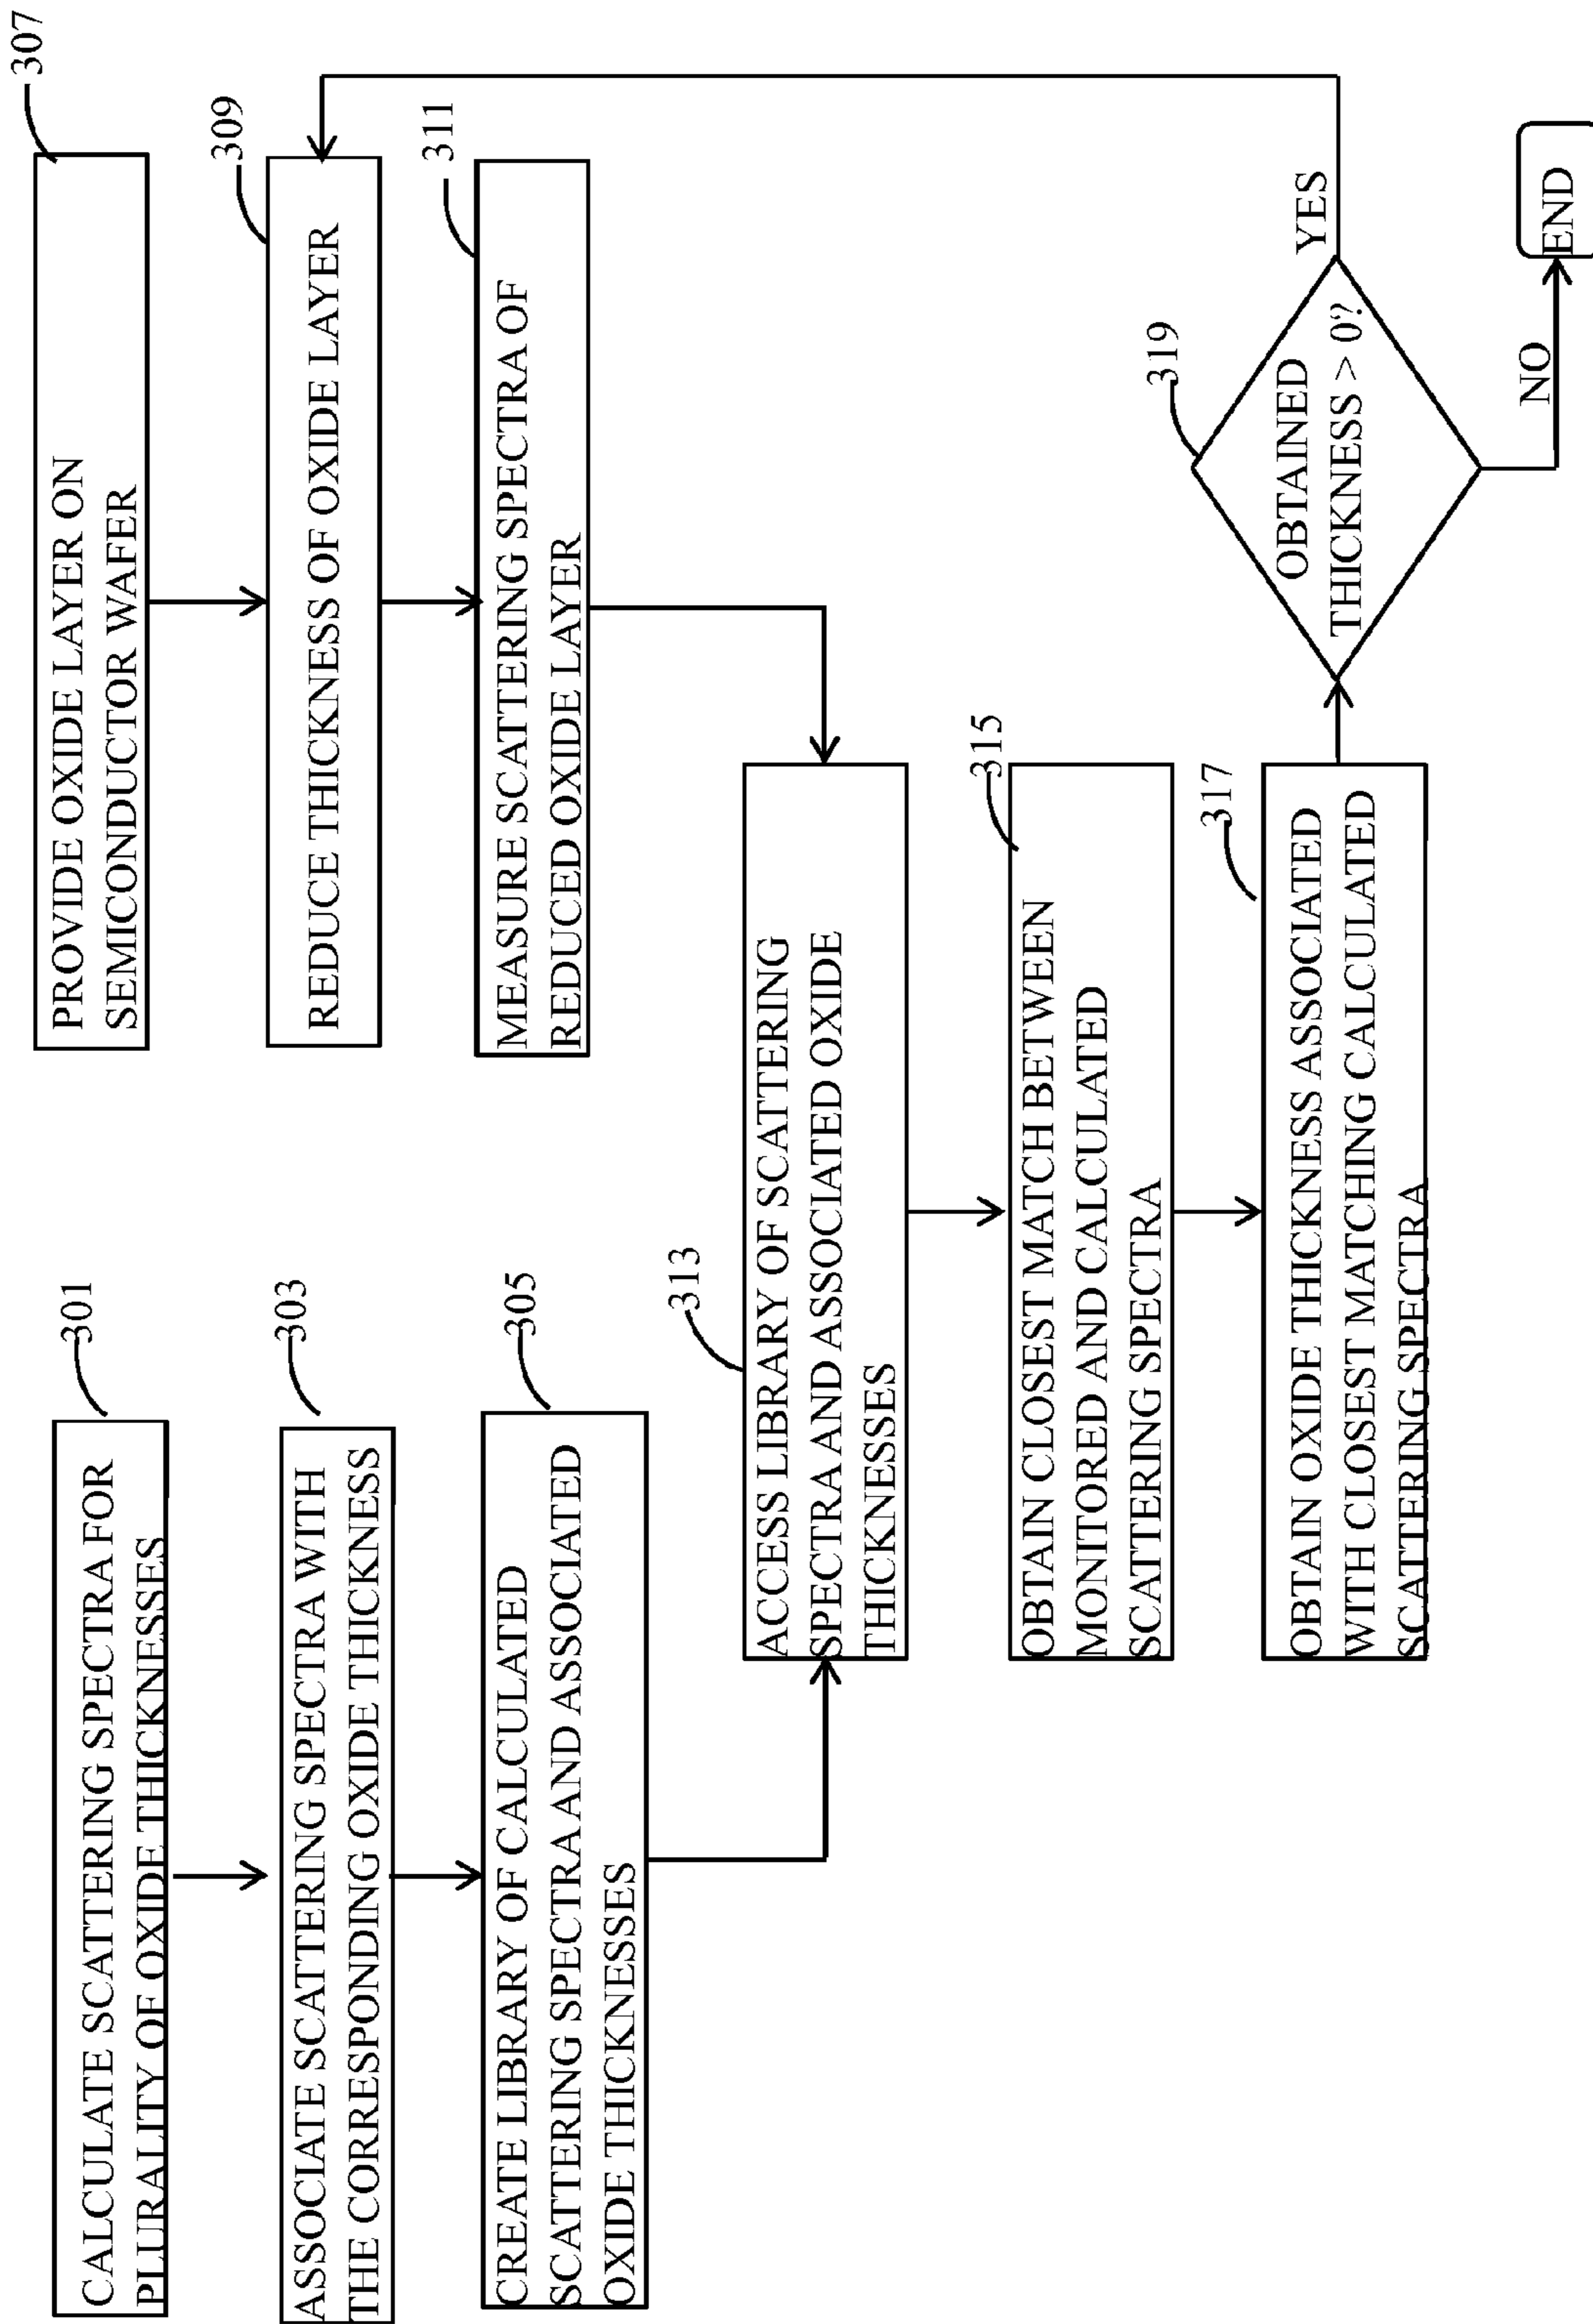 301
CALCULATE SCATTERING SPECTRA FOR
PLURALITY OF OXIDE THICKNESSES
303
ASSOCIATE SCATTERING SPECTRA WITH
THE CORRESPONDING OXIDE THICKNESS
305
CREATE LIBRARY OF CALCULATED
SCATTERING SPECTRA AND ASSOCIATED
OXIDE THICKNESSES
307
PROVIDE OXIDE LAYER ON
SEMICONDUCTOR WAFER
309
REDUCE THICKNESS OF OXIDE LAYER
311
MEASURE SCATTERING SPECTRA OF
REDUCED OXIDE LAYER
313
ACCESS LIBRARY OF SCATTERING
SPECTRA AND ASSOCIATED OXIDE
THICKNESSES
315
OBTAIN CLOSEST MATCH BETWEEN
MONITORED AND CALCULATED
SCATTERING SPECTRA
317
OBTAIN OXIDE THICKNESS ASSOCIATED
WITH CLOSEST MATCHING CALCULATED
SCATTERING SPECTRA
319
OBTAINED
THICKNESS > 0?
YES
NO
END